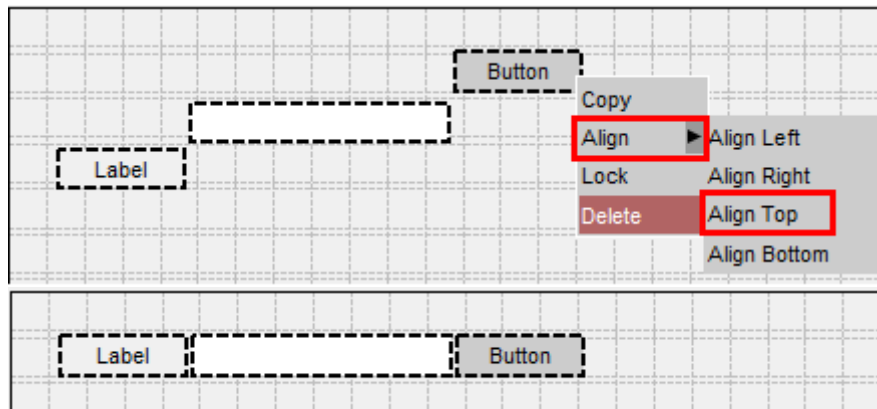 Button
Copy
Align ▶ Align Left
Label
Lock Align Right
Delete Align Top
Align Bottom
Label Button